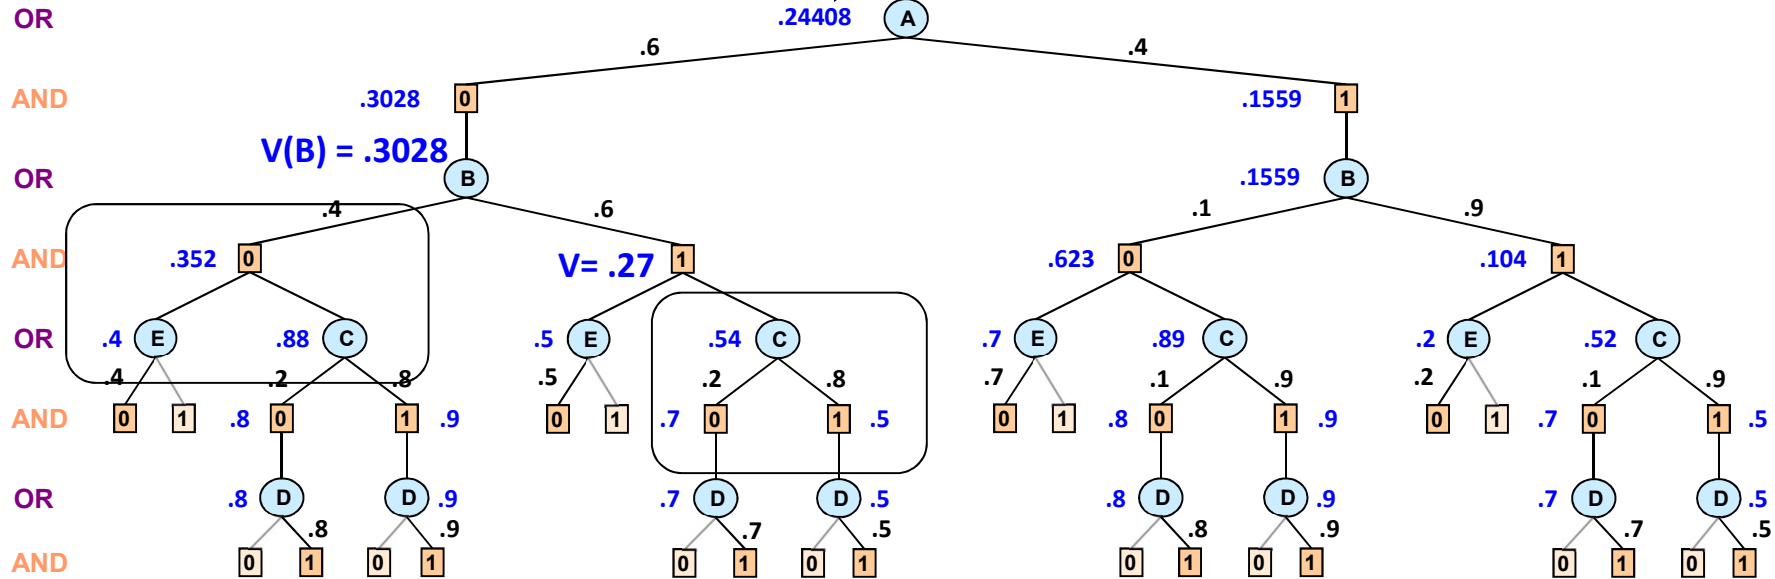 OR .24408 A
.6 .4
AND .3028 0 .1559 1
V(B) = .3028
OR B .1559 B
.4 .6 .1 .9
AND .352 0 V= .27 1 .623 0 .104 1
OR .4 E .88 C .5 E .54 C .7 E .89 C .2 E .52 C
.4 .2 .8 .5 .2 .8 .7 .1 .9 .2 .1 .9
AND 0 1 .8 0 1 .9 0 1 .7 0 1 .5 0 1 .8 0 1 .9 0 1 .7 0 1 .5
OR .8 D D .9 .7 D D .5 .8 D D .9 .7 D D .5
.8 .9 .7 .5 .8 .9 .7 .5
AND 0 1 0 1 0 1 0 1 0 1 0 1 0 1 0 1